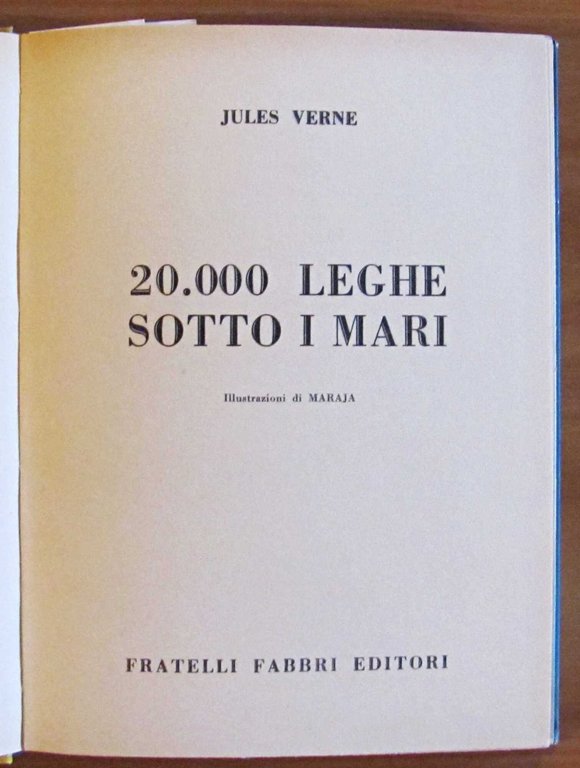 JULES VERNE
20.000 LEGHE
SOTTO I MARI
Illustrazioni di MARAJA
FRATELLI FABBRI EDITORI